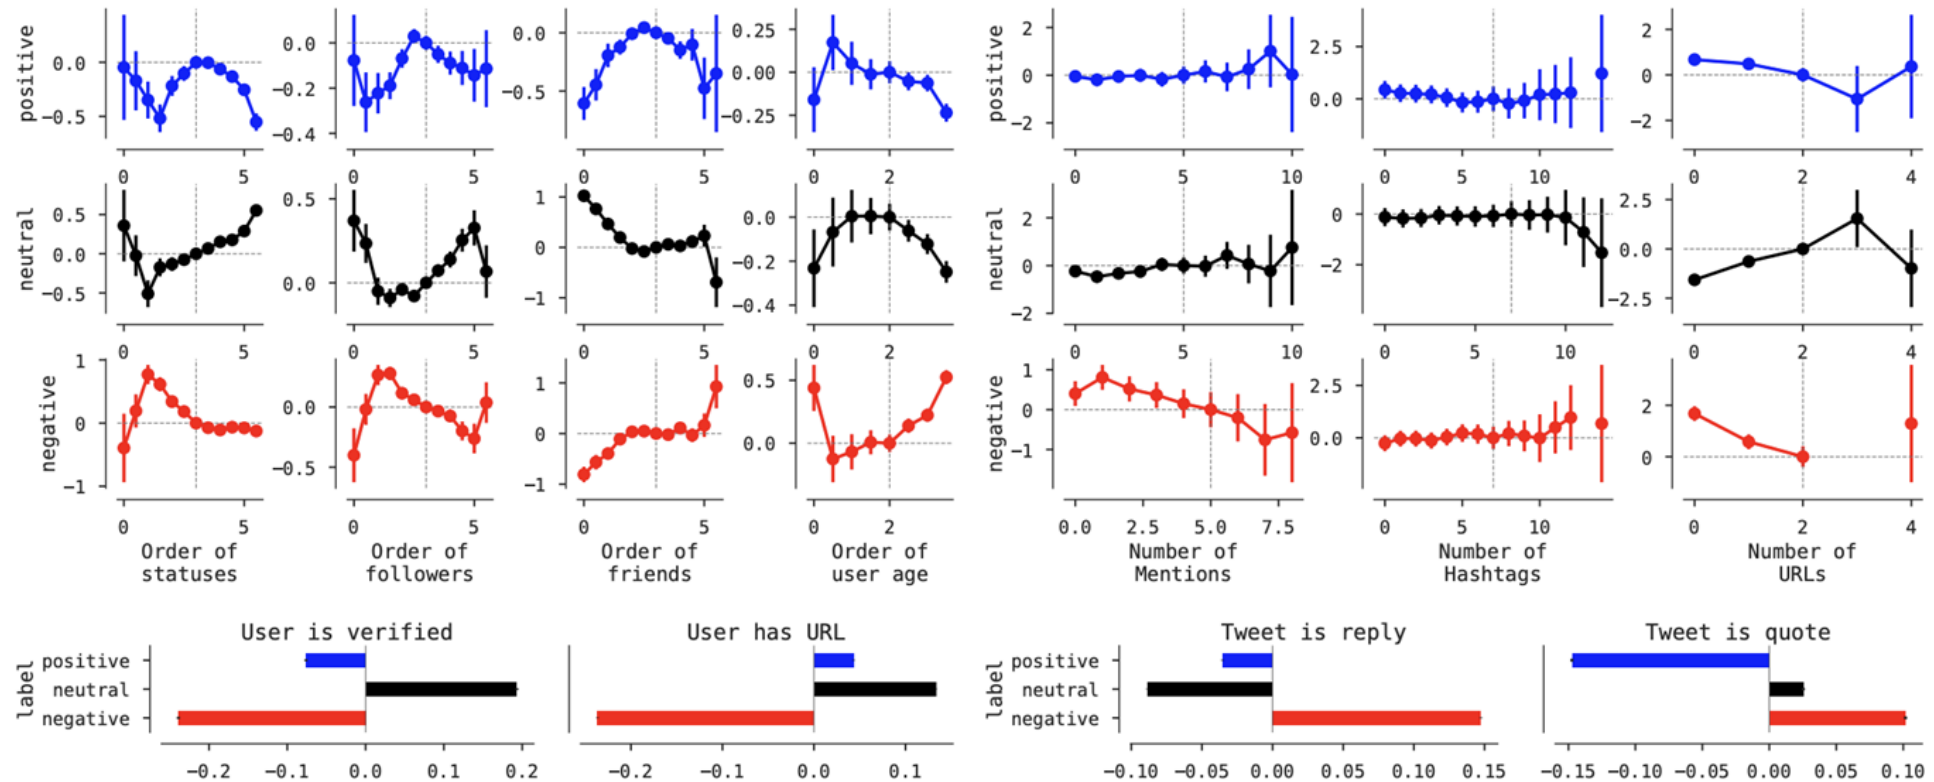 positive
0.0
−0.5
0 5
0.0
−0.2
−0.4
0 5
0.0
−0.5
0 5
0.25
0.00
−0.25
0 2
positive
2
0
−2
0 5 10
2.5
0.0
0 5 10
2
0
−2
0 2 4
neutral
0.5
0.0
−0.5
0 5
0.5
0.0
0 5
1
0
−1
0 5
0.0
−0.2
−0.4
0 2
neutral
2
0
−2
0 5 10
0
−2
0 5 10
2.5
0.0
−2.5
0 2 4
negative
1
0
−1
0 5
Order of
statuses
0.0
−0.5
0 5
Order of
followers
1
0
−1
0 5
Order of
friends
0.5
0.0
0 2
Order of
user age
negative
1
0
−1
0.0 2.5 5.0 7.5
Number of
Mentions
2.5
0.0
0 5 10
Number of
Hashtags
2
0
0 2 4
Number of
URLs
User is verified
label
positive
neutral
negative
−0.2 −0.1 0.0 0.1 0.2
User has URL
−0.2 −0.1 0.0 0.1
Tweet is reply
label
positive
neutral
negative
−0.10 −0.05 0.00 0.05 0.10 0.15
Tweet is quote
−0.15 −0.10 −0.05 0.00 0.05 0.10